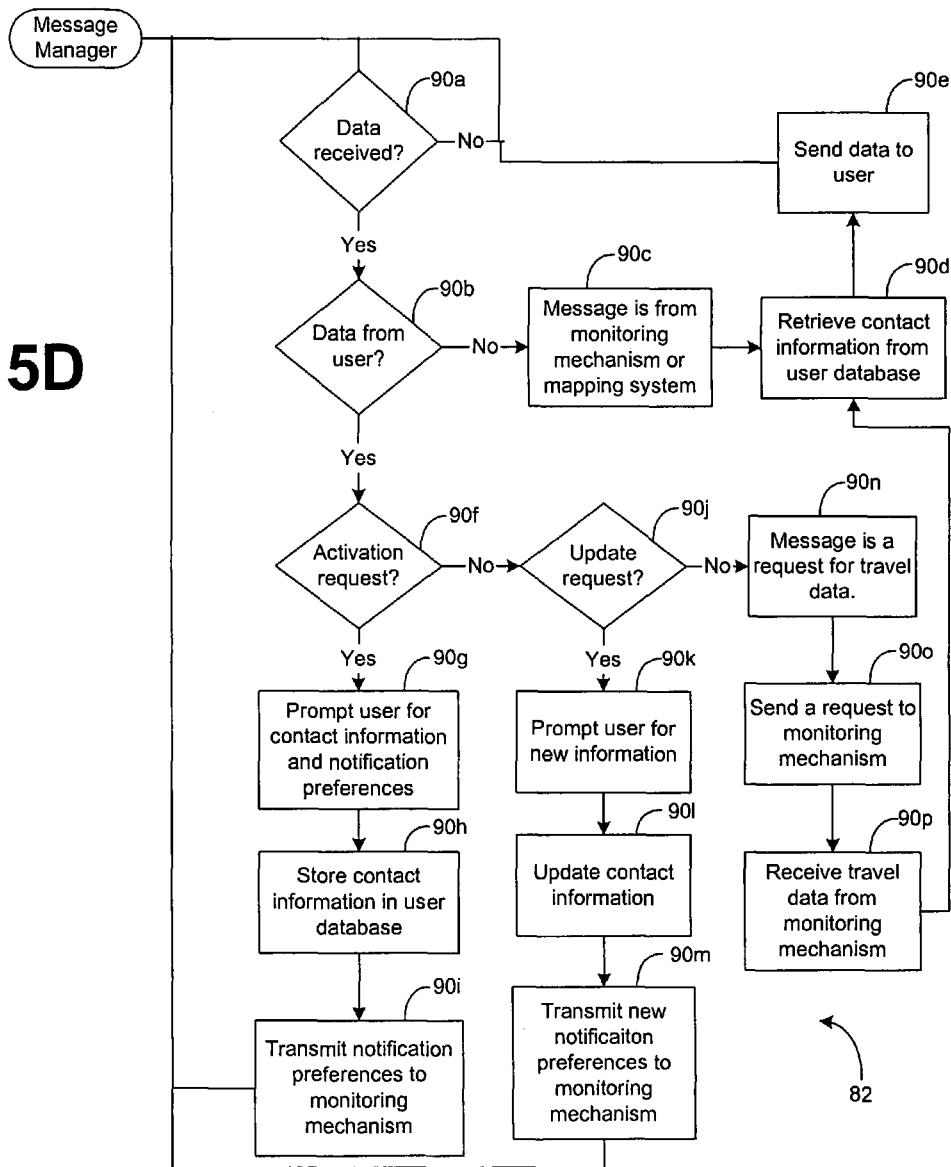 Message
Manager
90a
Data
received?
No
Yes
90e
Send data to
user
5D
90b
Data from
user?
No
Yes
90c
Message is from
monitoring
mechanism or
mapping system
90d
Retrieve contact
information from
user database
90f
Activation
request?
No
Yes
90j
Update
request?
No
Yes
90n
Message is a
request for travel
data.
90g
Prompt user for
contact information
and notification
preferences
90k
Prompt user for
new information
90o
Send a request to
monitoring
mechanism
90h
Store contact
information in user
database
90l
Update contact
information
90p
Receive travel
data from
monitoring
mechanism
90i
Transmit notification
preferences to
monitoring
mechanism
90m
Transmit new
notificaiton
preferences to
monitoring
mechanism
82